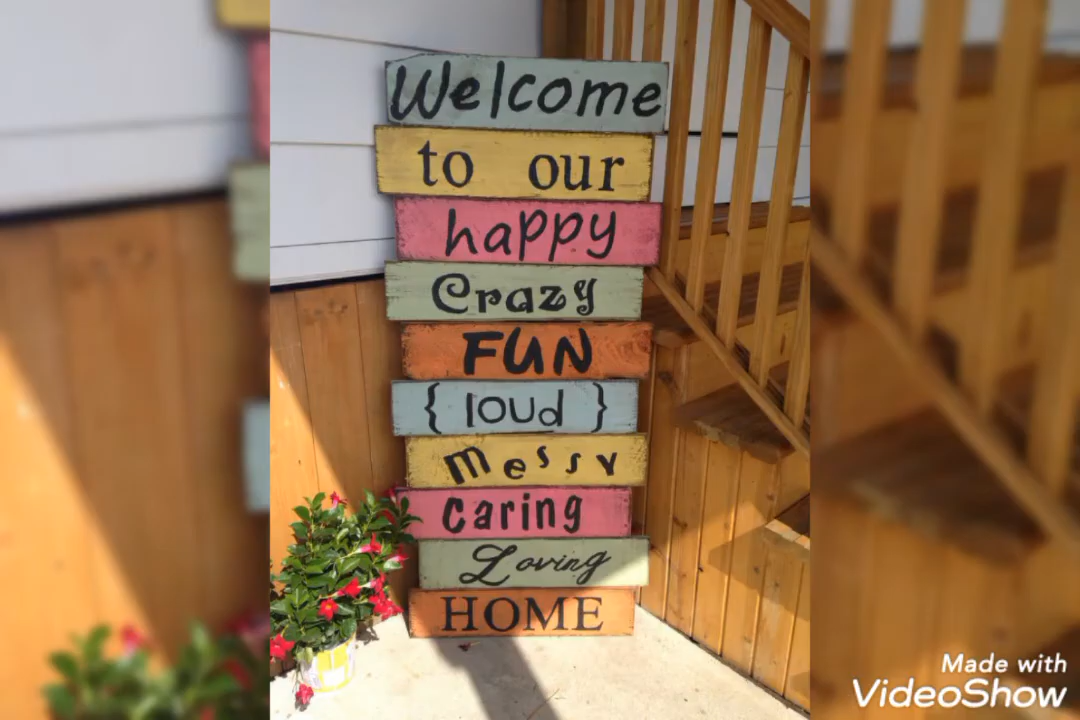 Welcome
to our
happy
Crazy
FUN
{ loud }
messy
caring
Loving
HOME
Made with
VideoShow